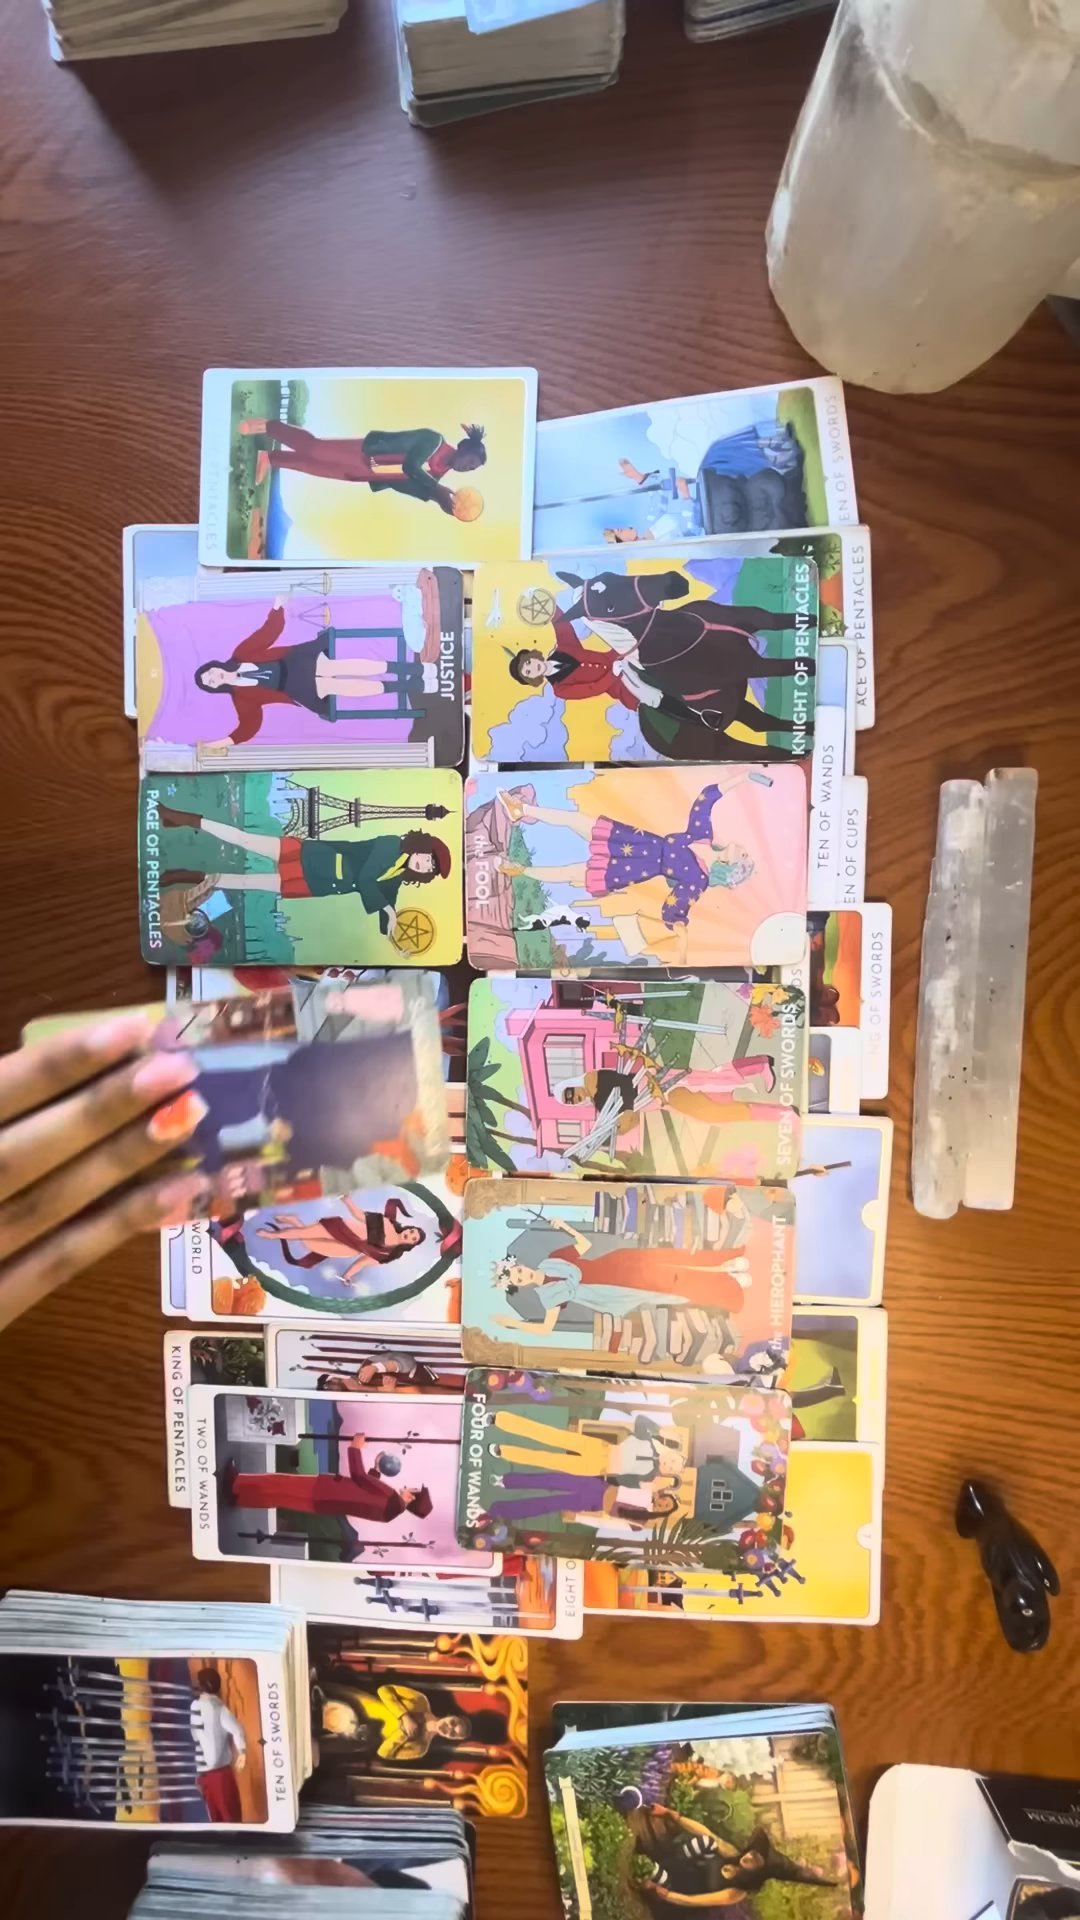 PENTACLES
EN OF SWORDS
JUSTICE
KNIGHT OF PENTACLES
ACE OF PENTACLES
PAGE OF PENTACLES
the FOOL
TEN OF WANDS
EN OF CUPS
NG OF SWORDS
SEVEN OF SWORDS
WORLD
the HIEROPHANT
KING OF PENTACLES
TWO OF WANDS
FOUR OF WANDS
EIGHT O
TEN OF SWORDS
WISDOM